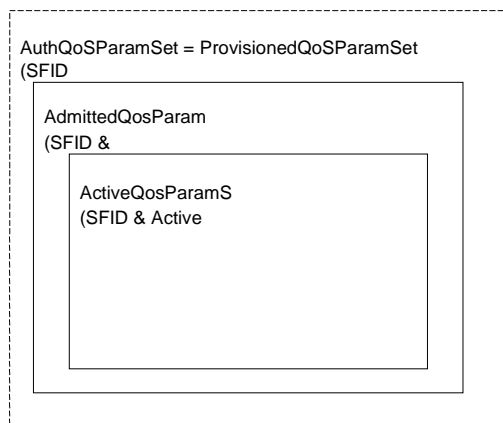 AuthQoSParamSet = ProvisionedQoSParamSet
(SFID
AdmittedQosParam
(SFID &
ActiveQosParamS
(SFID & Active